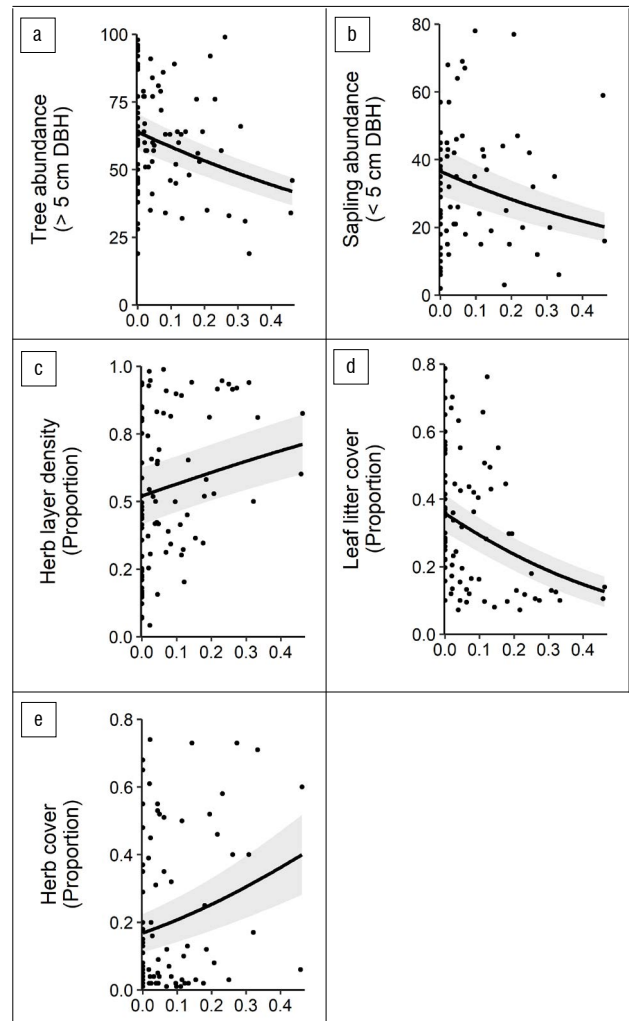 a
Tree abundance
(> 5 cm DBH)
100
75
50
25
0
0.0 0.1 0.2 0.3 0.4
b
Sapling abundance
(< 5 cm DBH)
80
60
40
20
0
0.0 0.1 0.2 0.3 0.4
c
Herb layer density
(Proportion)
1.0
0.8
0.5
0.2
0.0
0.0 0.1 0.2 0.3 0.4
d
Leaf litter cover
(Proportion)
0.8
0.6
0.4
0.2
0.0
0.0 0.1 0.2 0.3 0.4
e
Herb cover
(Proportion)
0.8
0.6
0.4
0.2
0.0
0.0 0.1 0.2 0.3 0.4